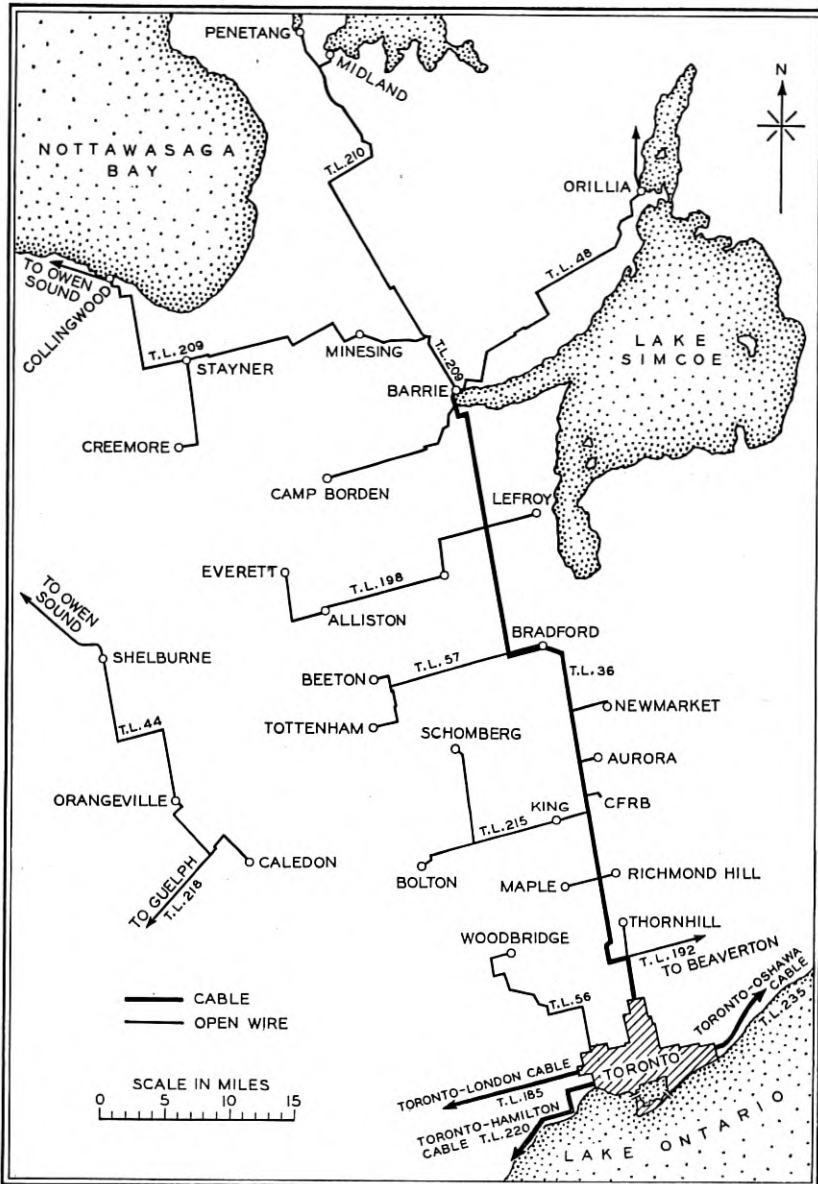 PENETANG
MIDLAND
N
NOTTAWASAGA
BAY
T.L.210
ORILLIA
T.L.48
TO OWEN
SOUND
COLLINGWOOD
T.L.209
STAYNER
MINESING
T.L.209
LAKE
SIMCOE
BARRIE
CREEMORE
CAMP BORDEN
LEFROY
EVERETT
T.L.198
ALLISTON
TO OWEN
SOUND
SHELBURNE
BRADFORD
BEETON
T.L.57
T.L.36
TOTTENHAM
NEWMARKET
SCHOMBERG
T.L.44
AURORA
ORANGEVILLE
KING
CFRB
T.L.215
CALEDON
BOLTON
MAPLE
RICHMOND HILL
TO GUELPH
T.L.218
THORNHILL
WOODBRIDGE
T.L.192
TO BEAVERTON
CABLE
OPEN WIRE
T.L.56
TORONTO-OSHAWA
CABLE
T.L.235
SCALE IN MILES
0 5 10 15
TORONTO
TORONTO-LONDON CABLE
T.L.185
TORONTO-HAMILTON
CABLE T.L.220
LAKE ONTARIO